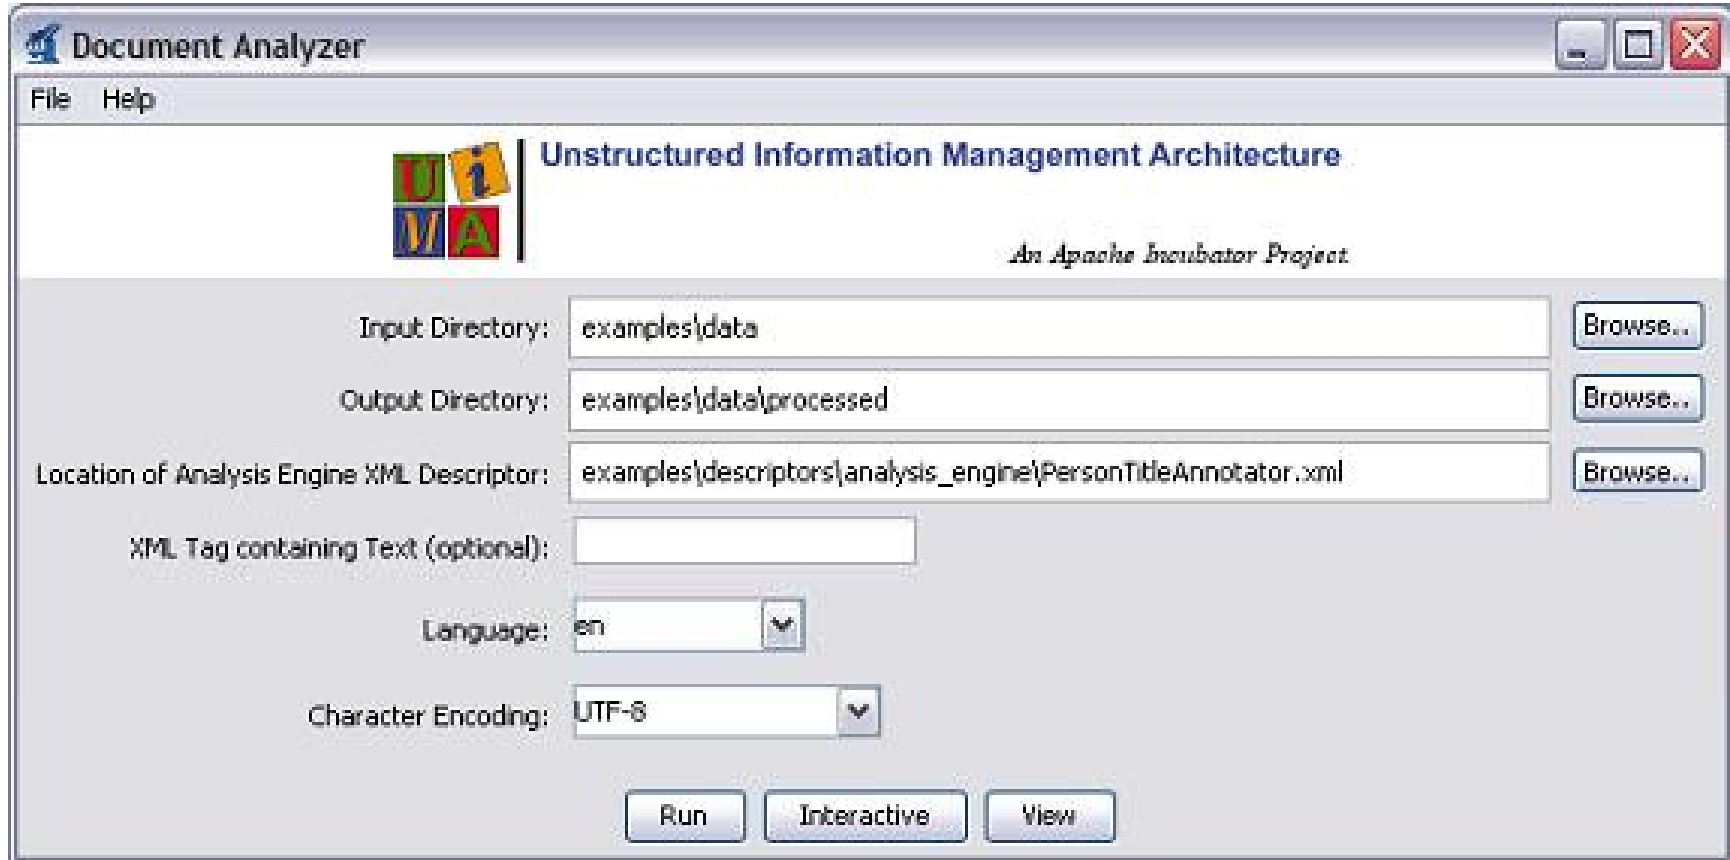 Document Analyzer
File Help
UIMA
Unstructured Information Management Architecture
An Apache Incubator Project
Input Directory: examples\data Browse..
Output Directory: examples\data\processed Browse..
Location of Analysis Engine XML Descriptor: examples\descriptors\analysis_engine\PersonTitleAnnotator.xml Browse..
XML Tag containing Text (optional):
Language: en
Character Encoding: UTF-8
Run Interactive View